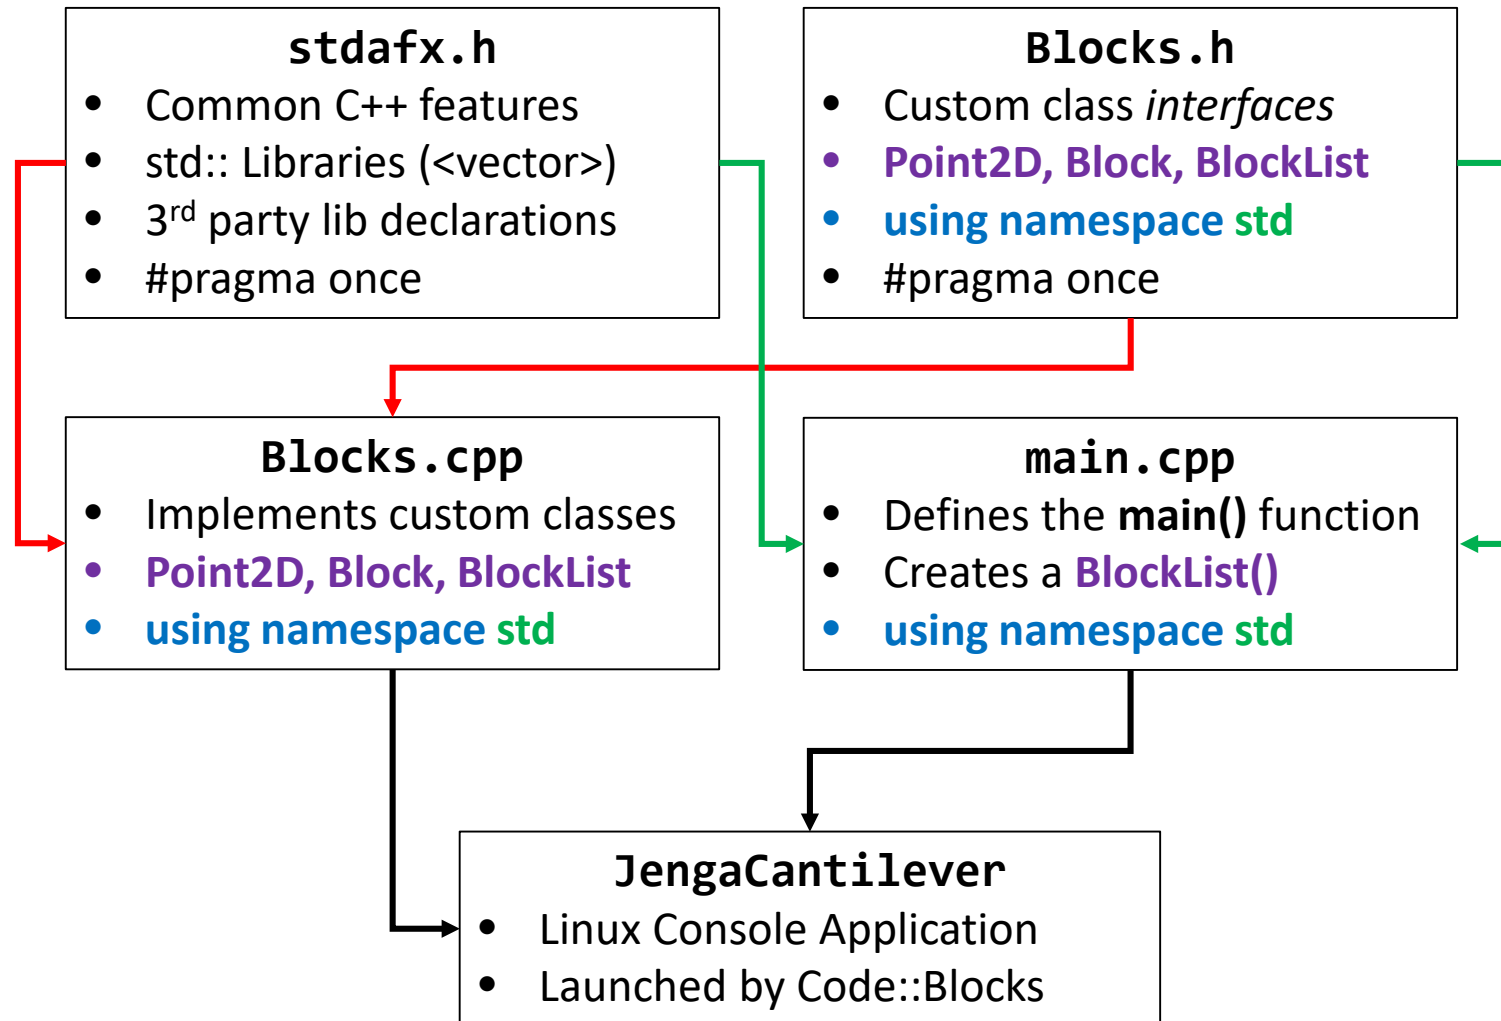 stdafx.h
• Common C++ features
• std:: Libraries (<vector>)
• 3rd party lib declarations
• #pragma once
Blocks.h
• Custom class interfaces
• Point2D, Block, BlockList
• using namespace std
• #pragma once
Blocks.cpp
• Implements custom classes
• Point2D, Block, BlockList
• using namespace std
main.cpp
• Defines the main() function
• Creates a BlockList()
• using namespace std
JengaCantilever
• Linux Console Application
• Launched by Code::Blocks